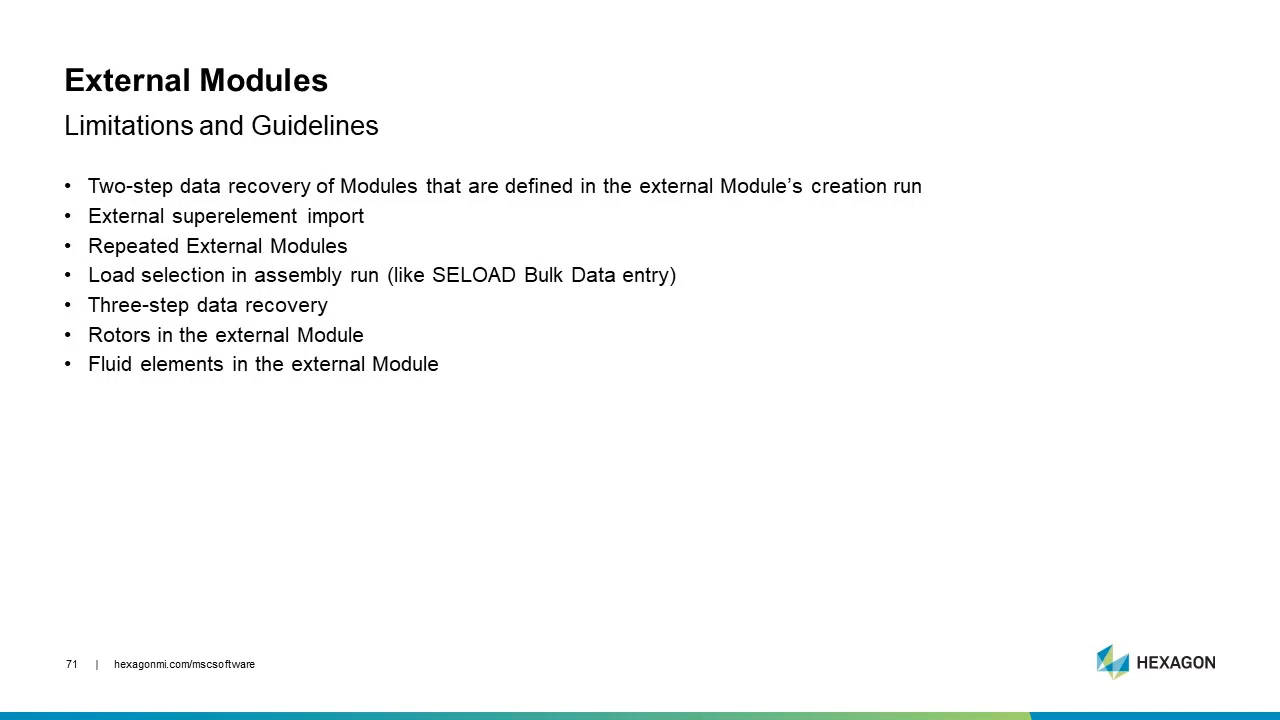 External Modules
Limitations and Guidelines
• Two-step data recovery of Modules that are defined in the external Module’s creation run
• External superelement import
• Repeated External Modules
• Load selection in assembly run (like SELOAD Bulk Data entry)
• Three-step data recovery
• Rotors in the external Module
• Fluid elements in the external Module
71 | hexagonmi.com/mscsoftware
HEXAGON